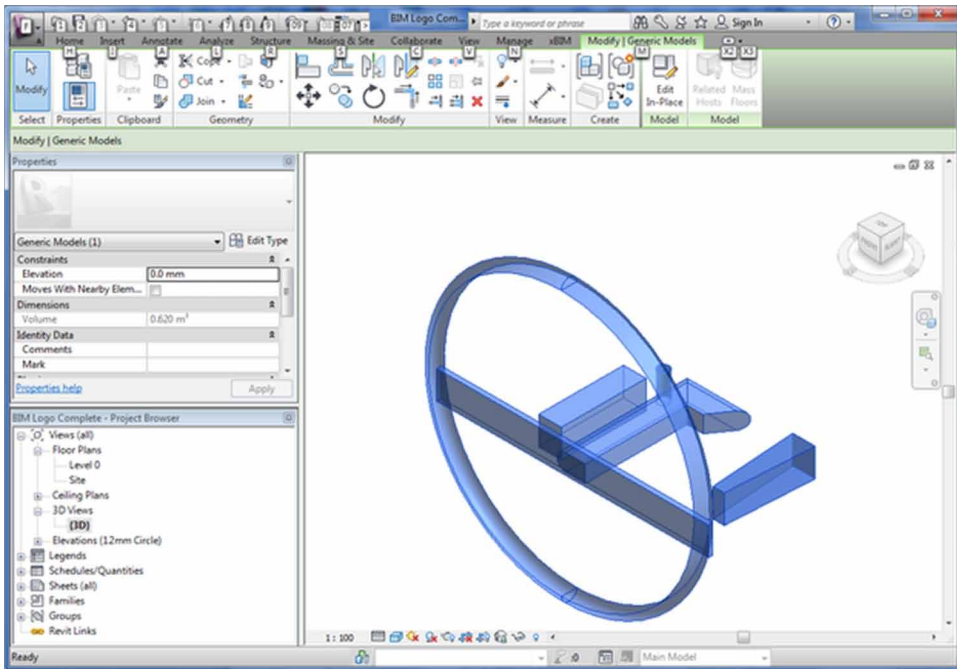 BIM Logo Com...
Type a keyword or phrase
Sign In
Home Insert Annotate Analyze Structure Massing & Site Collaborate View Manage xBIM Modify | Generic Models
Modify
Paste
Cope
Cut
Join
Edit
In-Place
Related
Hosts
Mass
Floors
Select Properties Clipboard Geometry Modify View Measure Create Model Model
Modify | Generic Models
Properties
Generic Models (1)
Edit Type
Constraints
Elevation 0.0 mm
Moves With Nearby Elem...
Dimensions
Volume 0.620 m³
Identity Data
Comments
Mark
Properties help
Apply
BIM Logo Complete - Project Browser
Views (all)
Floor Plans
Level 0
Site
Ceiling Plans
3D Views
{3D}
Elevations (12mm Circle)
Legends
Schedules/Quantities
Sheets (all)
Families
Groups
Revit Links
1 : 100
Ready
:0
Main Model